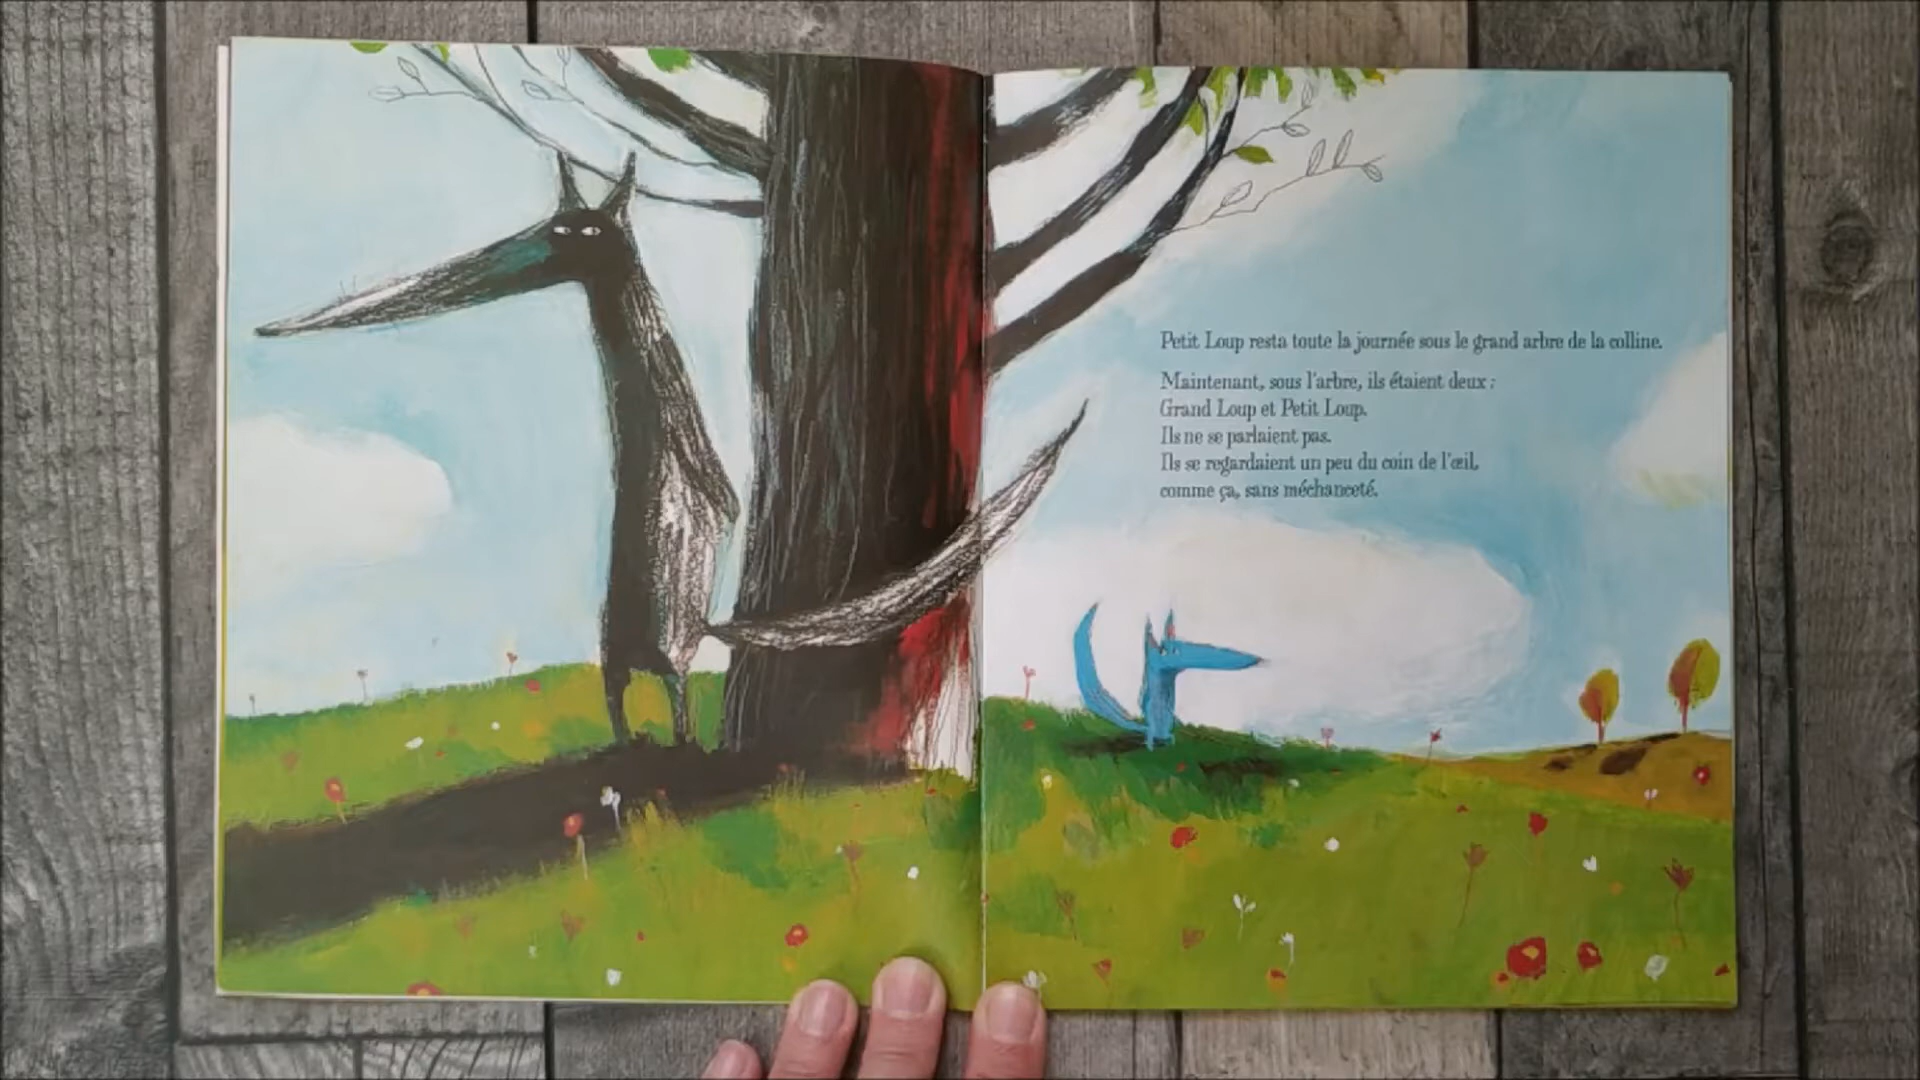 Petit Loup resta toute la journée sous le grand arbre de la colline.
Maintenant, sous l'arbre, ils étaient deux :
Grand Loup et Petit Loup.
Ils ne se parlaient pas.
Ils se regardaient un peu du coin de l'œil,
comme ça, sans méchanceté.